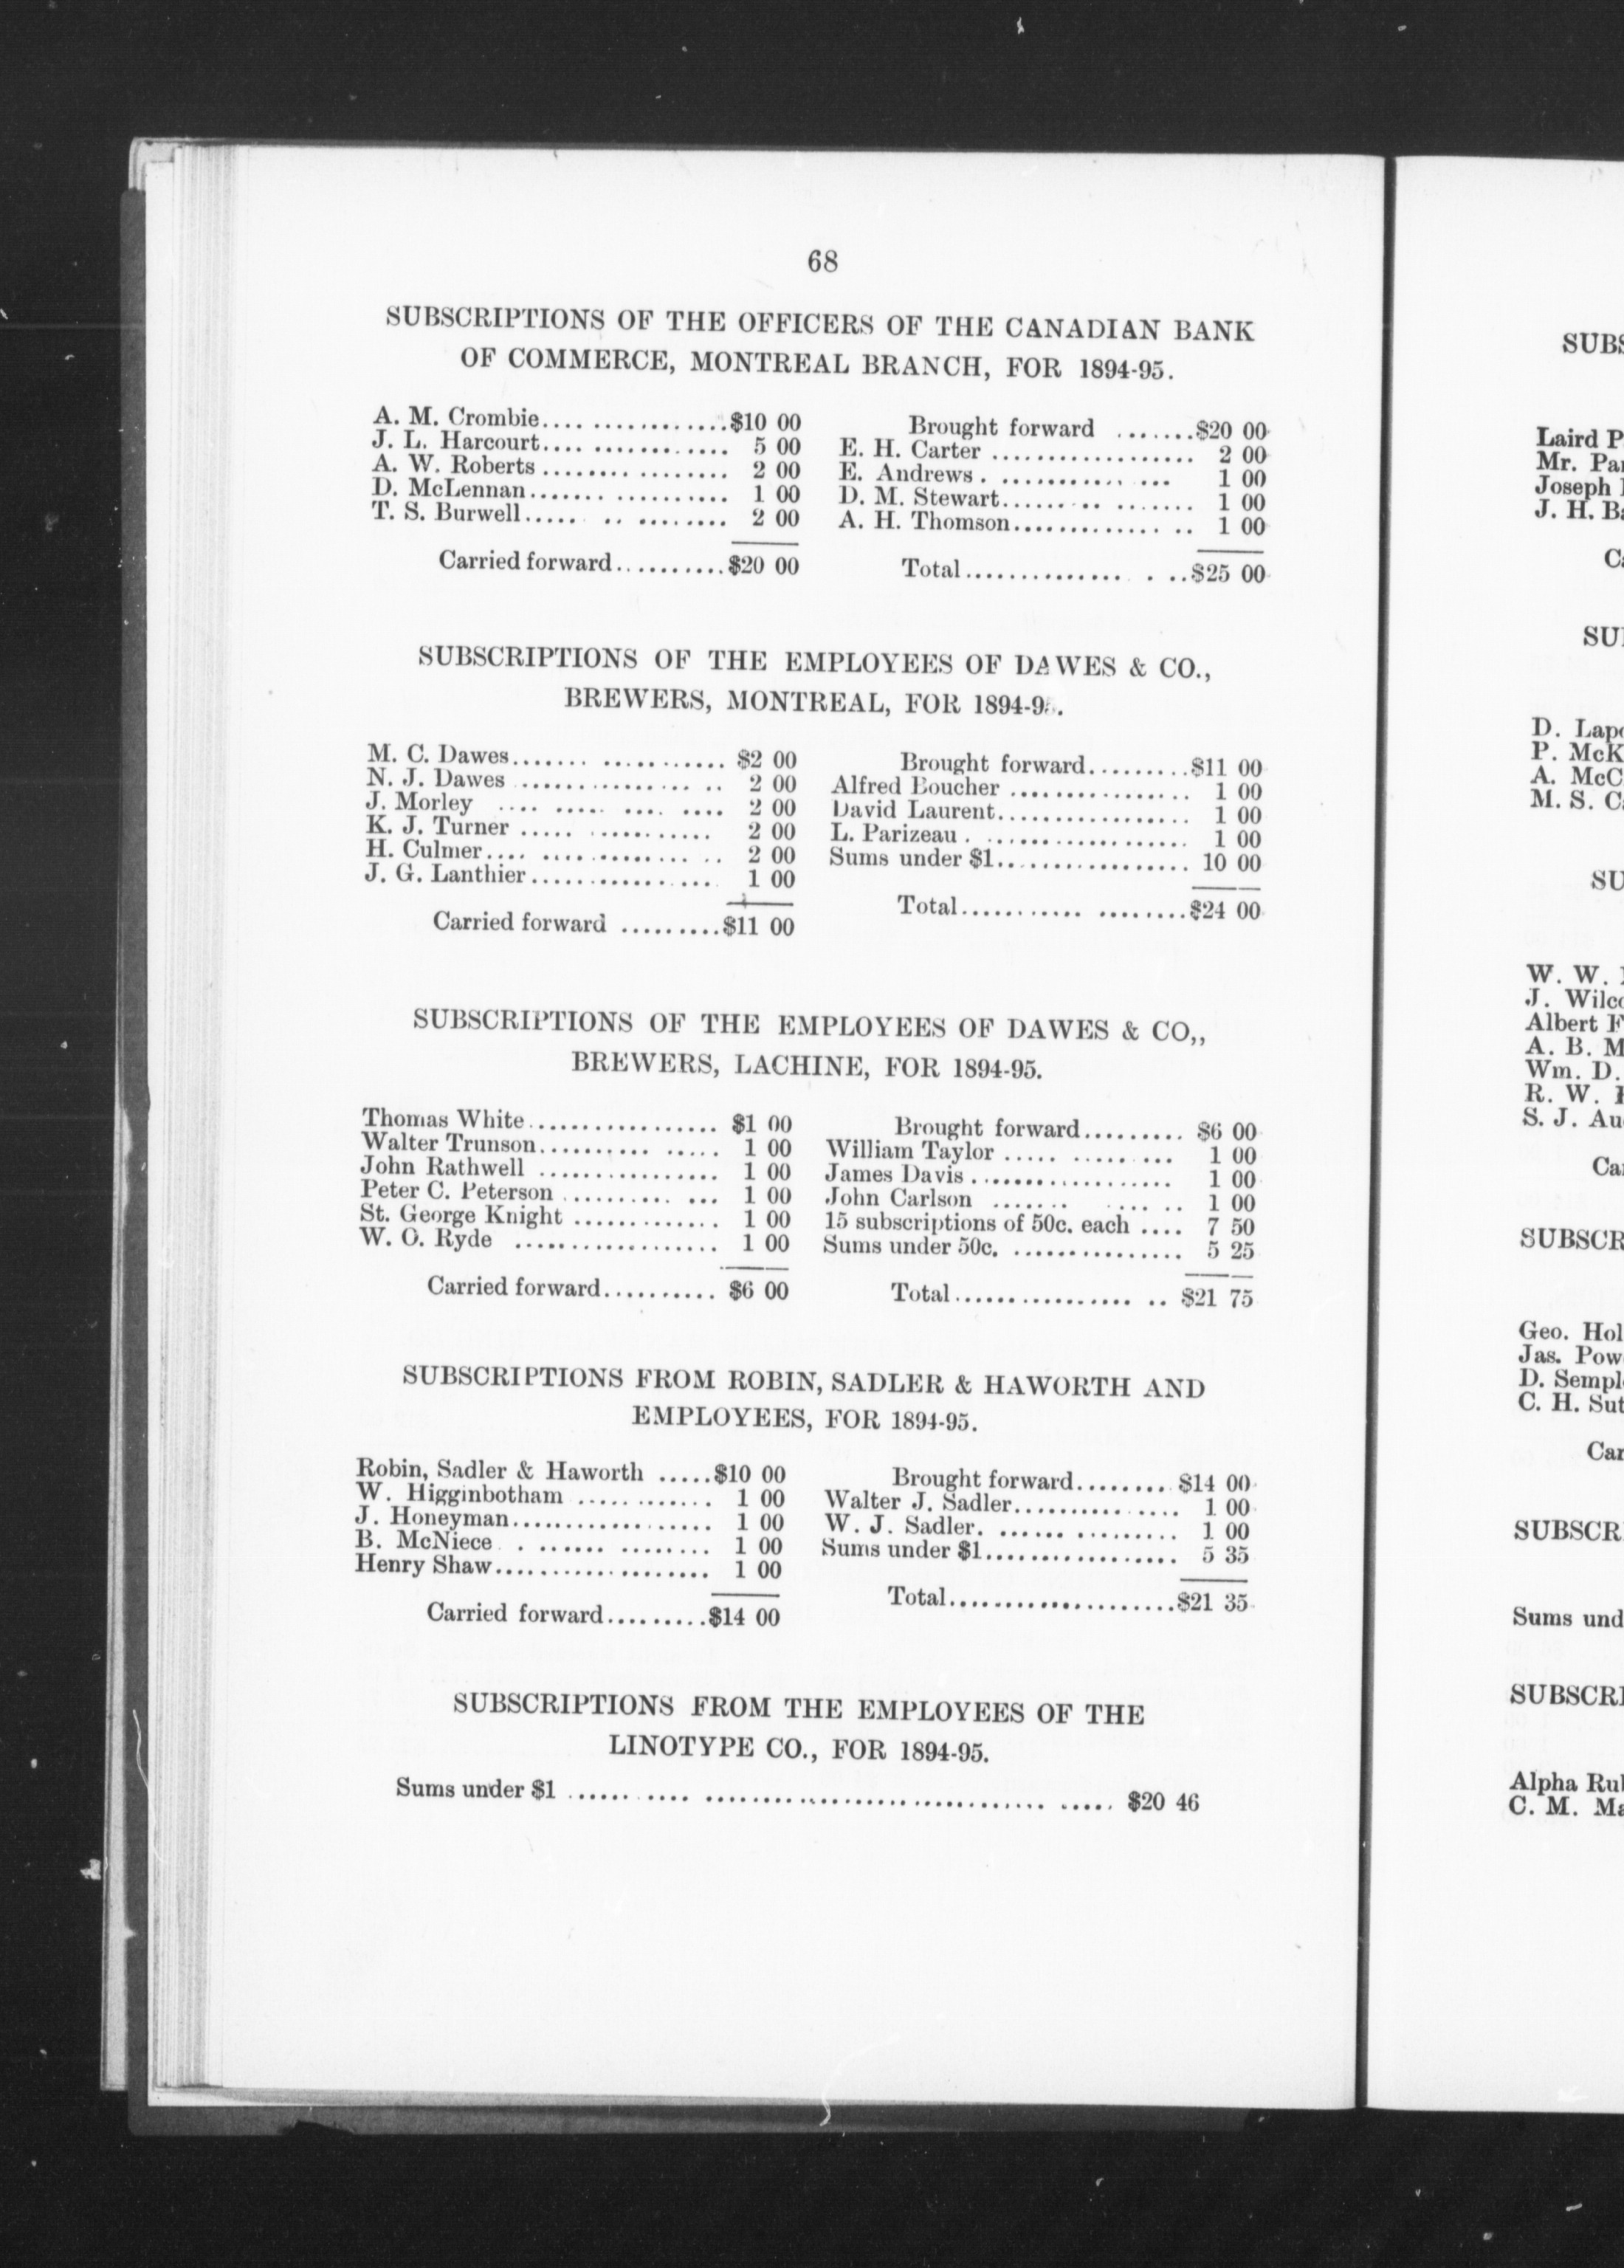 68
SUBSCRIPTIONS OF THE OFFICERS OF THE CANADIAN BANK
OF COMMERCE, MONTREAL BRANCH, FOR 1894-95.
A. M. Crombie.... ..............$10 00
J. L. Harcourt.... ............. 5 00
A. W. Roberts ........ ......... 2 00
D. McLennan....... ........... 1 00
T. S. Burwell...... .. ........ 2 00
Carried forward..........$20 00
Brought forward .......$20 00
E. H. Carter .................. 2 00
E. Andrews . ........... ... 1 00
D. M. Stewart......... ....... 1 00
A. H. Thomson.............. .. 1 00
Total.............. . ..$25 00
SUBSCRIPTIONS OF THE EMPLOYEES OF DAWES & CO.,
BREWERS, MONTREAL, FOR 1894-9 .
M. C. Dawes....... ........... $2 00
N. J. Dawes ................ .. 2 00
J. Morley .... ..... .... .... 2 00
K. J. Turner ..... ........... 2 00
H. Culmer.... ............. .. 2 00
J. G. Lanthier............. ... 1 00
Carried forward .........$11 00
Brought forward.........$11 00
Alfred Boucher ................ 1 00
David Laurent................. 1 00
L. Parizeau . .................. 1 00
Sums under $1................. 10 00
Total........... ........$24 00
SUBSCRIPTIONS OF THE EMPLOYEES OF DAWES & CO,,
BREWERS, LACHINE, FOR 1894-95.
Thomas White................. $1 00
Walter Trunson.......... ..... 1 00
John Rathwell ................ 1 00
Peter C. Peterson .......... ... 1 00
St. George Knight ............. 1 00
W. O. Ryde ................... 1 00
Carried forward.......... $6 00
Brought forward......... $6 00
William Taylor ..... ......... 1 00
James Davis.................. 1 00
John Carlson ....... ..... .. 1 00
15 subscriptions of 50c. each .... 7 50
Sums under 50c. ............... 5 25
Total................ .. $21 75
SUBSCRIPTIONS FROM ROBIN, SADLER & HAWORTH AND
EMPLOYEES, FOR 1894-95.
Robin, Sadler & Haworth .....$10 00
W. Higginbotham ............ 1 00
J. Honeyman.................. 1 00
B. McNiece . . ...... ........ 1 00
Henry Shaw................... 1 00
Carried forward.........$14 00
Brought forward........ $14 00
Walter J. Sadler............... 1 00
W. J. Sadler. ...... ......... 1 00
Sums under $1................. 5 35
Total....................$21 35
SUBSCRIPTIONS FROM THE EMPLOYEES OF THE
LINOTYPE CO., FOR 1894-95.
Sums under $1 ...... .... .............................. ..... $20 46
Laird
Mr.
Joseph
J. H.
D.
P.
A.
M. S.
W. W.
J.
Albert
A. B.
Wm. D.
R. W.
S. J.
Geo.
Jas.
D.
C. H.
Sums
Alpha
C. M.